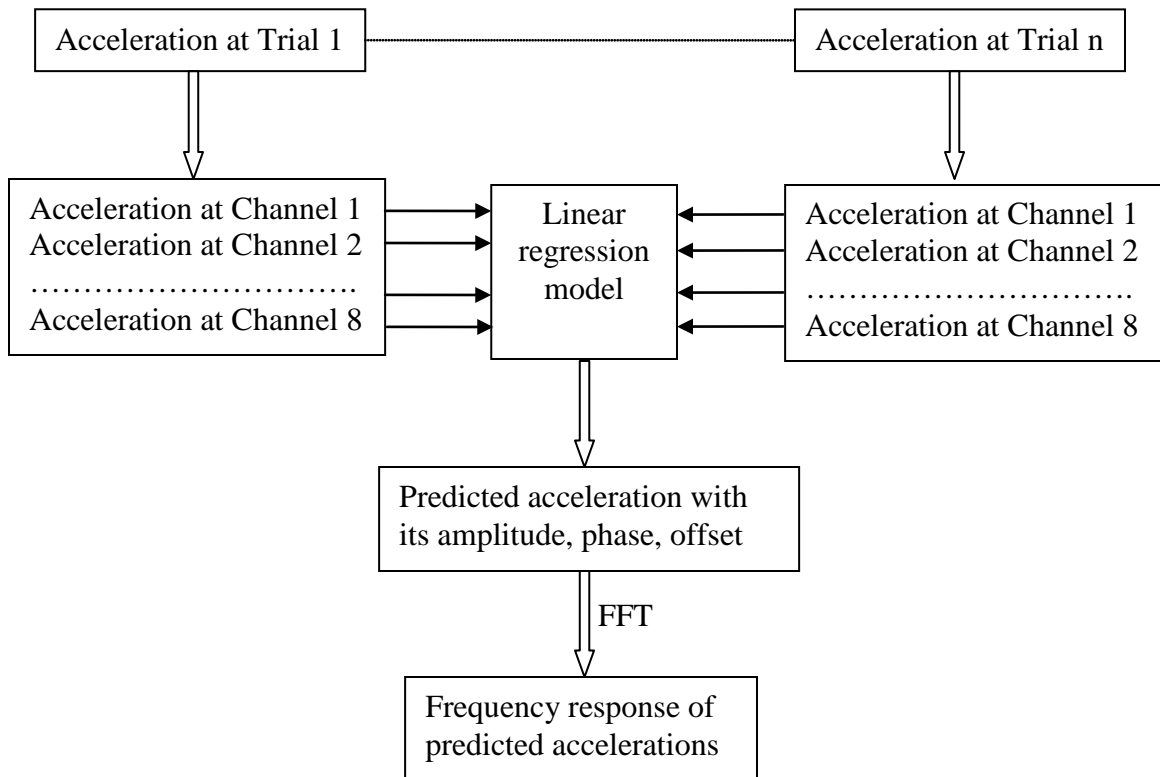 Acceleration at Trial 1
Acceleration at Trial n
Acceleration at Channel 1
Acceleration at Channel 2
…………………………….
Acceleration at Channel 8
Linear
regression
model
Acceleration at Channel 1
Acceleration at Channel 2
…………………………….
Acceleration at Channel 8
Predicted acceleration with
its amplitude, phase, offset
FFT
Frequency response of
predicted accelerations